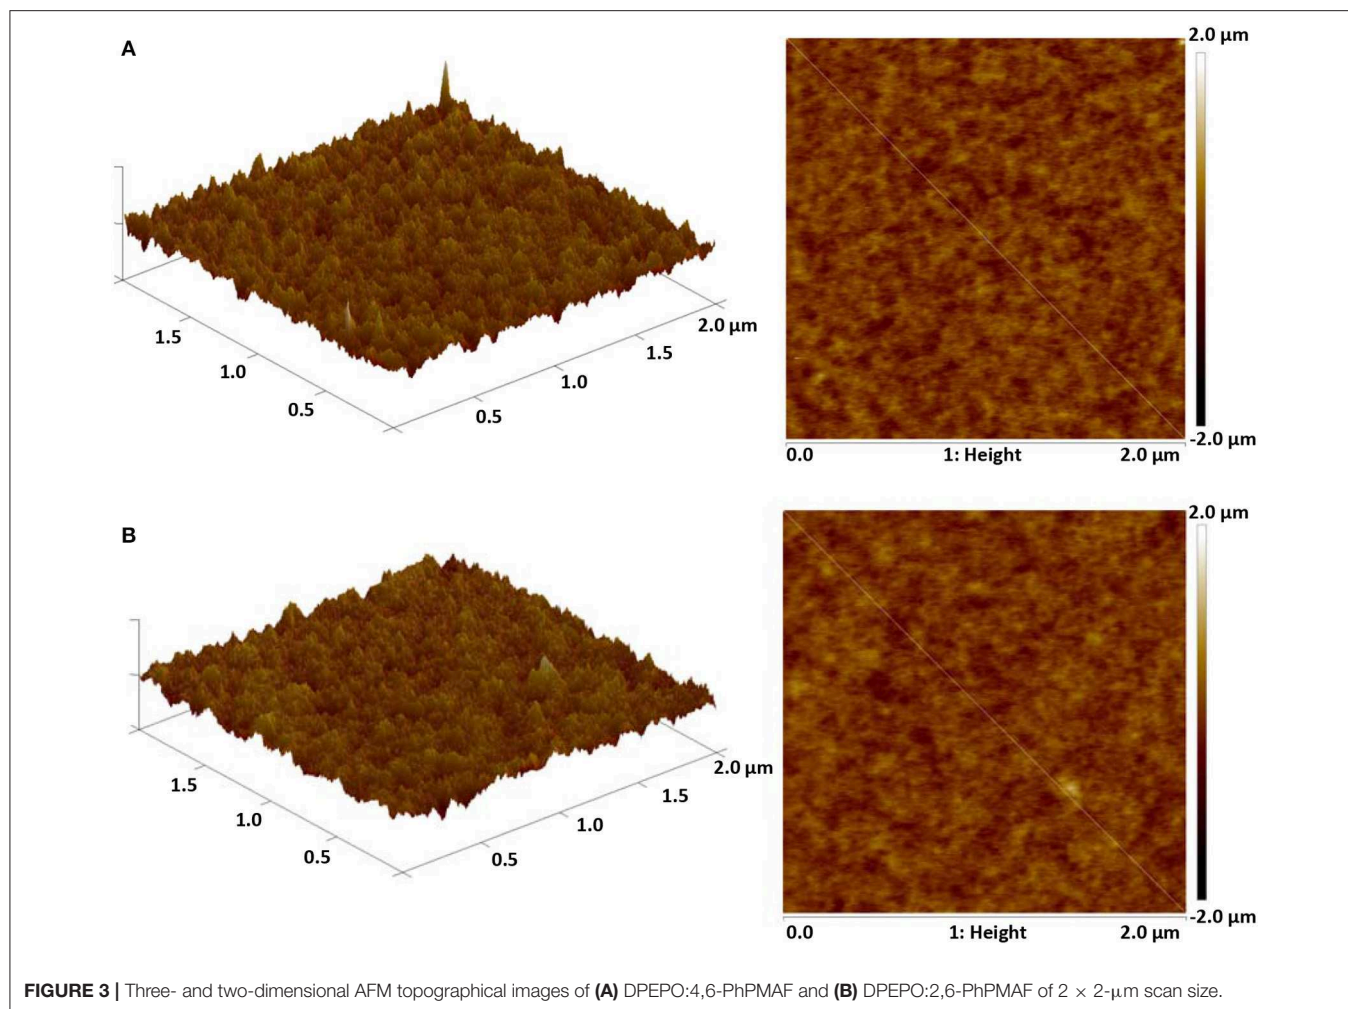 A
2.0 µm
1.5
1.0
0.5
0.5
1.0
1.5
2.0 µm
-2.0 µm
0.0 1: Height 2.0 µm
B
2.0 µm
1.5
1.0
0.5
0.5
1.0
1.5
2.0 µm
-2.0 µm
0.0 1: Height 2.0 µm
FIGURE 3 | Three- and two-dimensional AFM topographical images of (A) DPEPO:4,6-PhPMAF and (B) DPEPO:2,6-PhPMAF of 2 × 2-µm scan size.